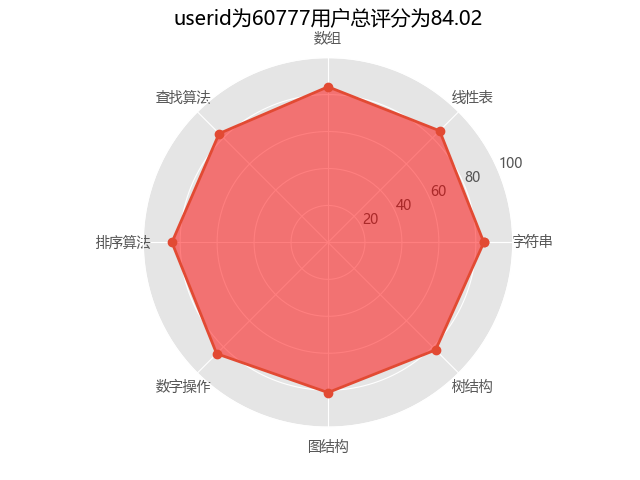 userid为60777用户总评分为84.02
数组
查找算法
线性表
100
80
60
40
20
排序算法
字符串
数字操作
树结构
图结构